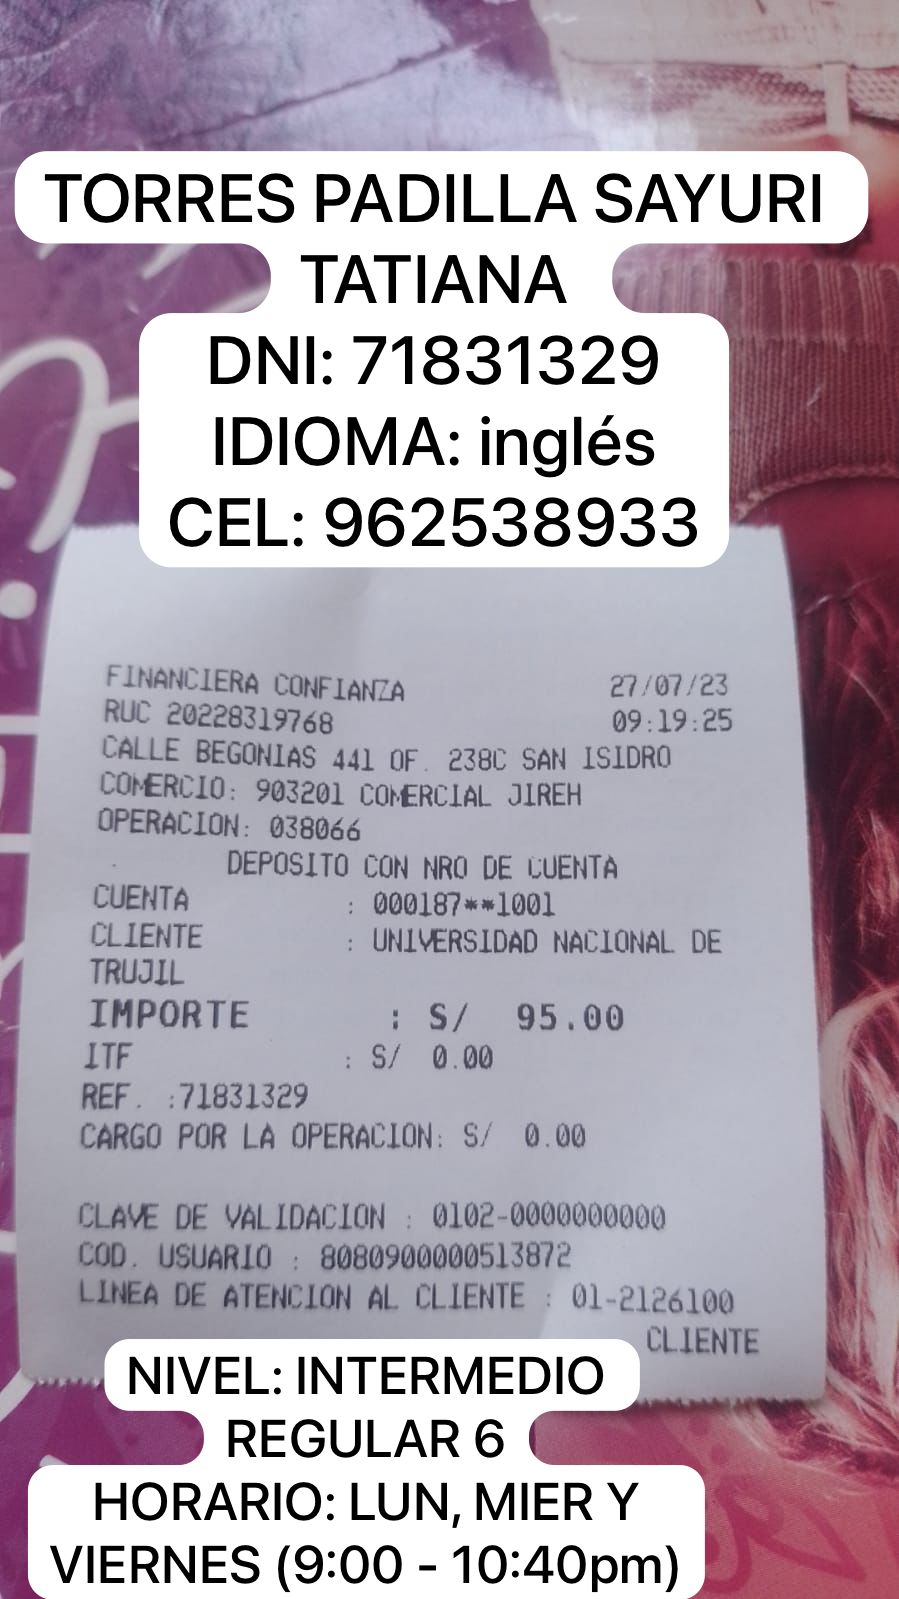 TORRES PADILLA SAYURI
TATIANA
DNI: 71831329
IDIOMA: inglés
CEL: 962538933
FINANCIERA CONFIANZA 27/07/23
RUC 20228319768 09:19:25
CALLE BEGONIAS 441 OF. 238C SAN ISIDRO
COMERCIO: 903201 COMERCIAL JIREH
OPERACION: 038066
DEPOSITO CON NRO DE CUENTA
CUENTA : 000187**1001
CLIENTE : UNIVERSIDAD NACIONAL DE
TRUJIL
IMPORTE : S/ 95.00
ITF : S/ 0.00
REF. :71831329
CARGO POR LA OPERACION: S/ 0.00
CLAVE DE VALIDACION : 0102-0000000000
COD. USUARIO : 8080900000513872
LINEA DE ATENCION AL CLIENTE : 01-2126100
CLIENTE
NIVEL: INTERMEDIO
REGULAR 6
HORARIO: LUN, MIER Y
VIERNES (9:00 - 10:40pm)